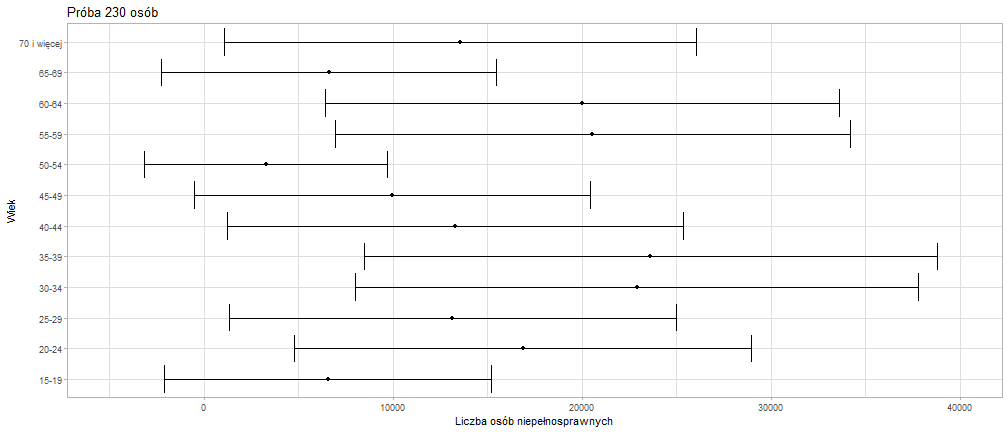 Próba 230 osób
70 i więcej
65-69
60-64
55-59
50-54
45-49
40-44
35-39
30-34
25-29
20-24
15-19
Wiek
0 10000 20000 30000 40000
Liczba osób niepełnosprawnych